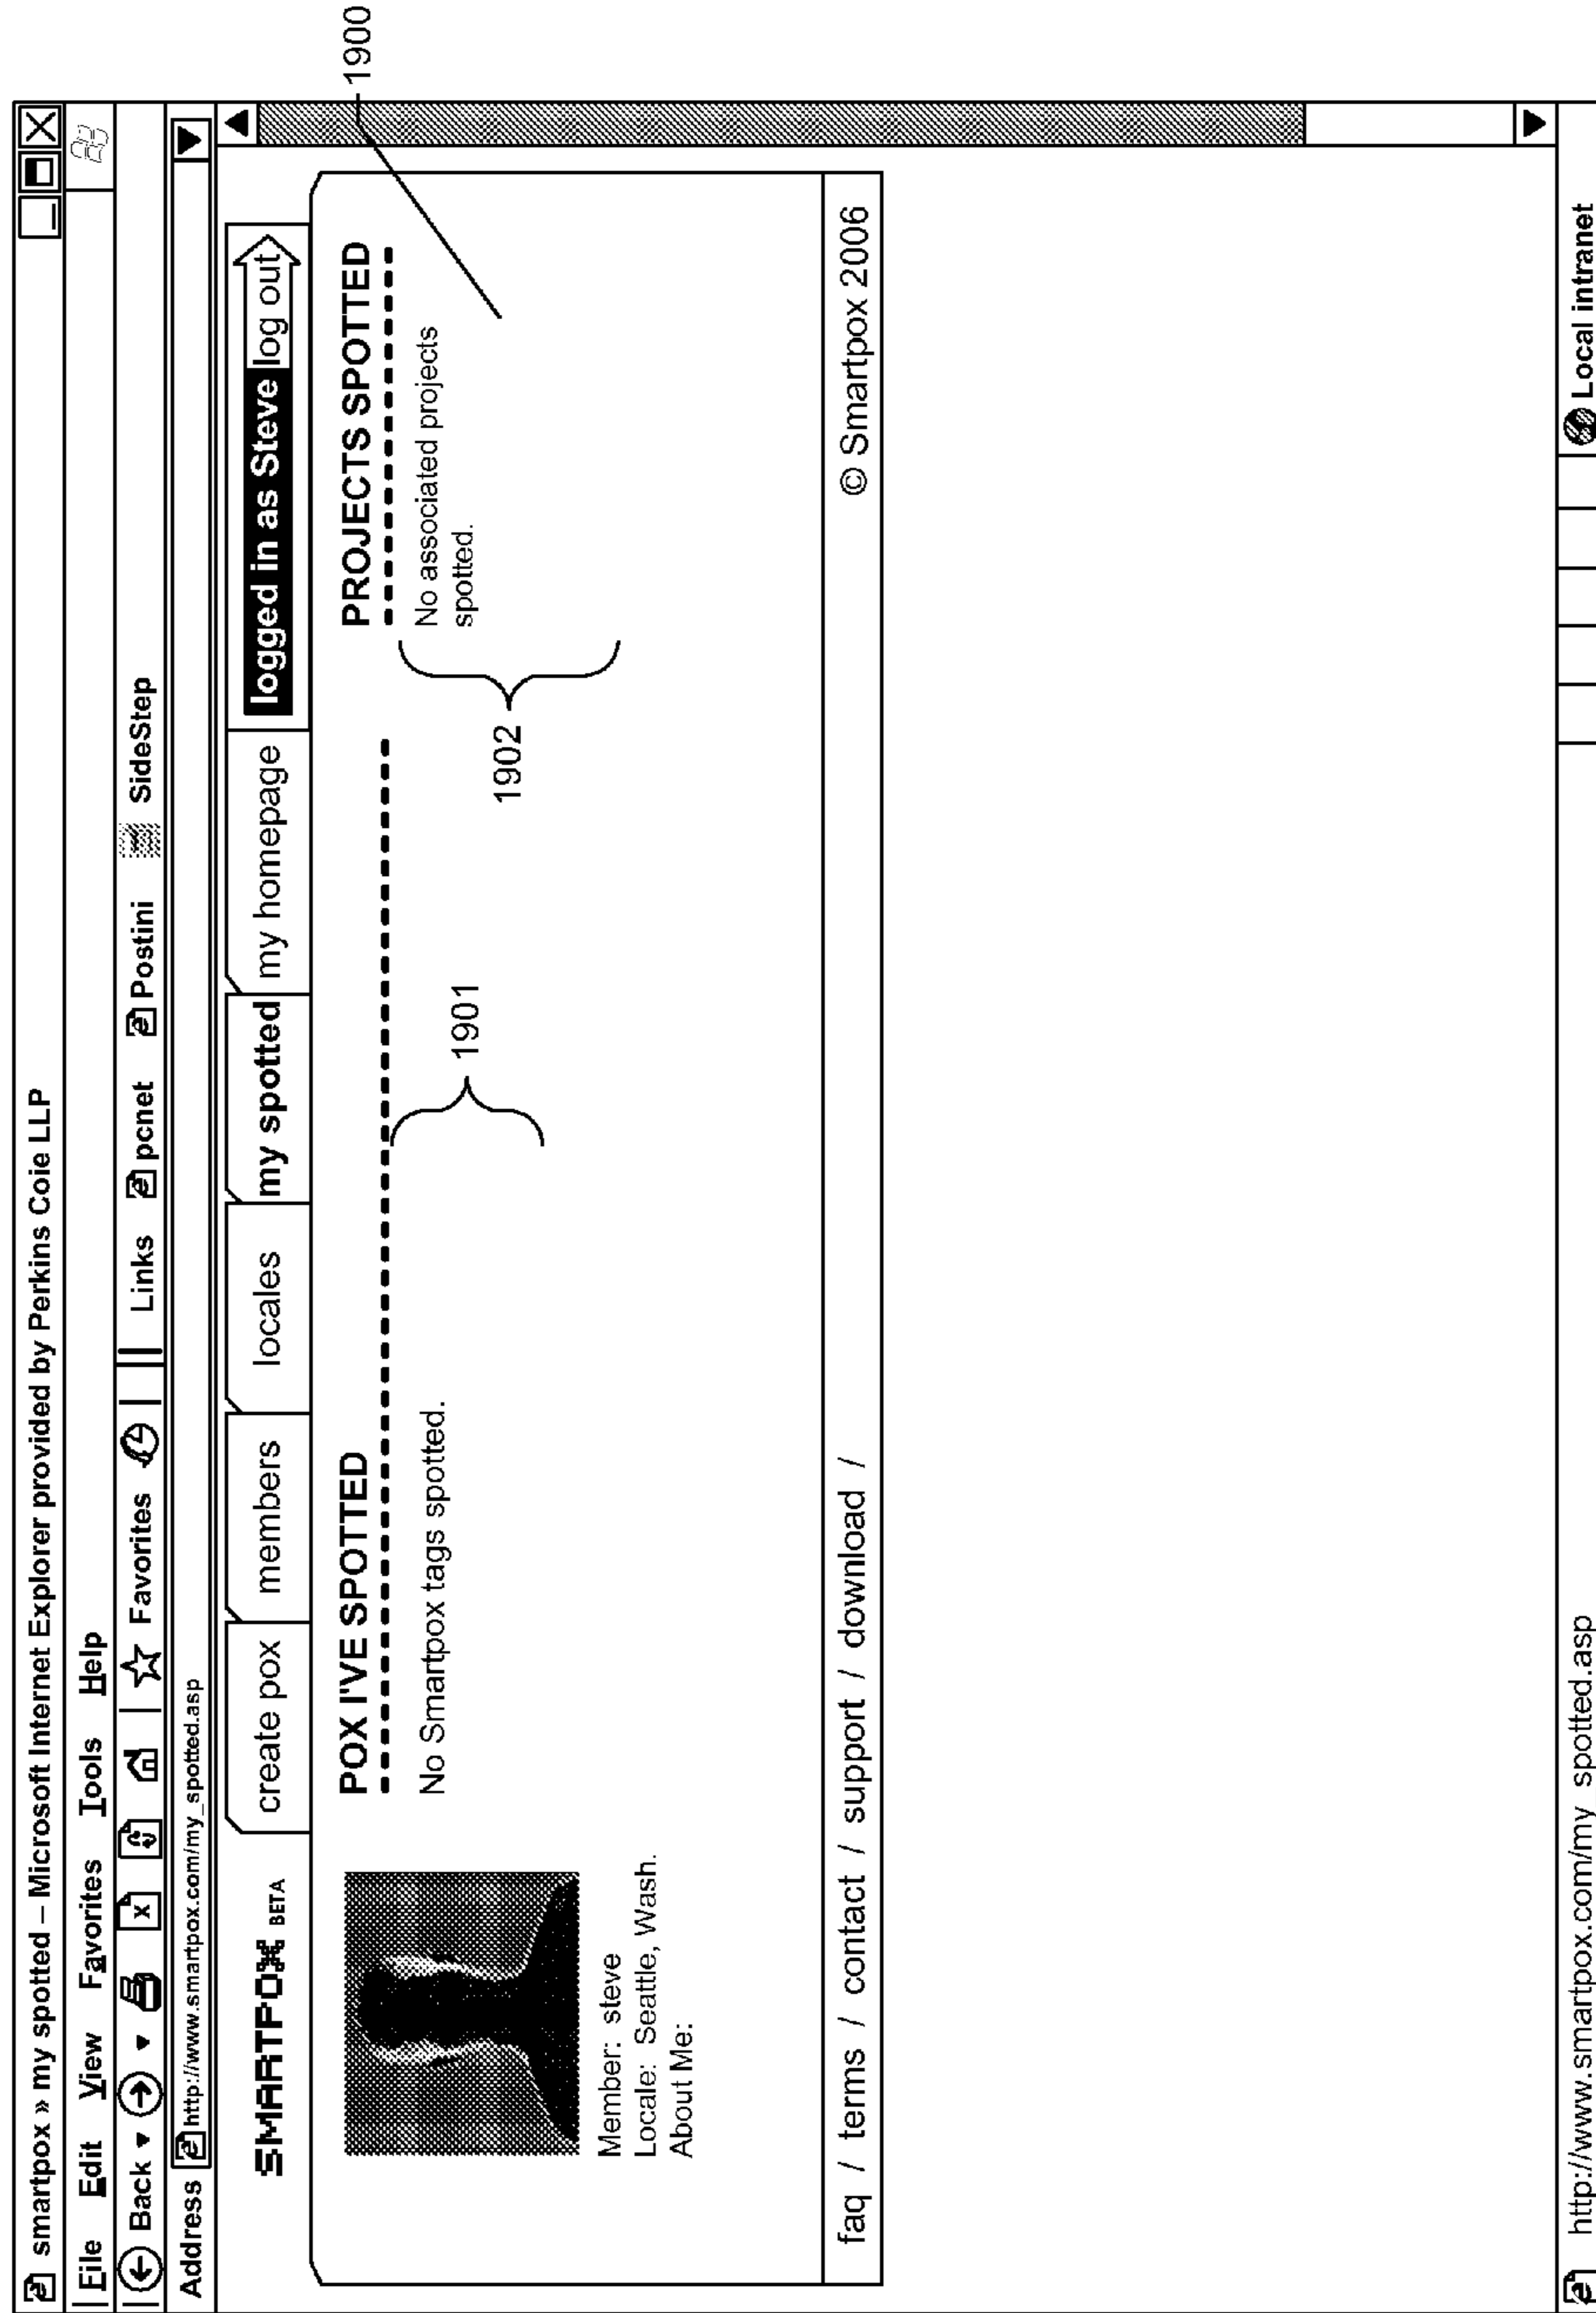 smartpox » my spotted – Microsoft Internet Explorer provided by Perkins Coie LLP
File Edit View Favorites Tools Help
Back Favorites Links pcnet Postini SideStep
Address http://www.smartpox.com/my_spotted.asp
SMARTPOX BETA create pox members locales my spotted my homepage logged in as Steve log out
1900
POX I'VE SPOTTED
No Smartpox tags spotted.
1901
PROJECTS SPOTTED
No associated projects
spotted.
1902
Member: steve
Locale: Seattle, Wash.
About Me:
faq / terms / contact / support / download /
© Smartpox 2006
http://www.smartpox.com/my_spotted.asp
Local intranet